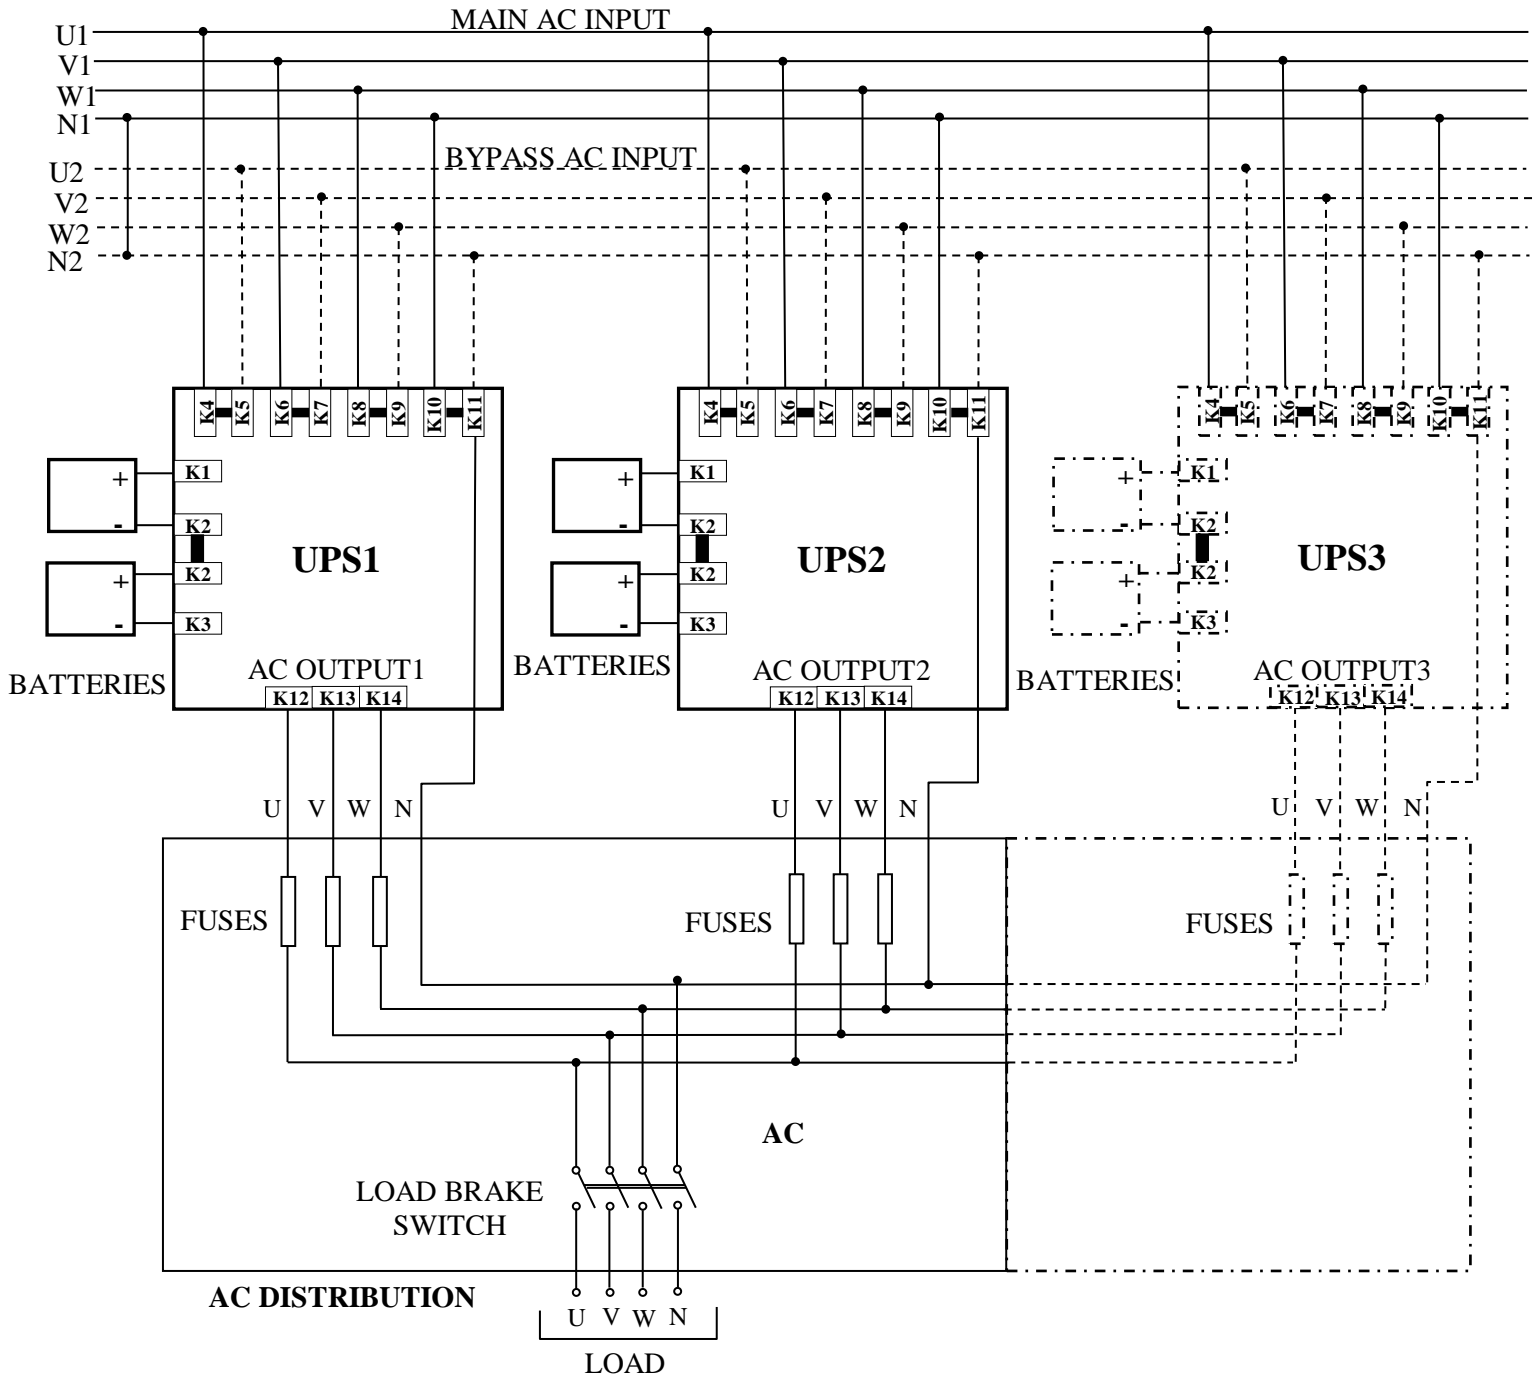 MAIN AC INPUT
U1
V1
W1
N1
BYPASS AC INPUT
U2
V2
W2
N2
K4 K5 K6 K7 K8 K9 K10 K11
K4 K5 K6 K7 K8 K9 K10 K11
K4 K5 K6 K7 K8 K9 K10 K11
+ K1
- K2
UPS1
+ K2
- K3
BATTERIES
AC OUTPUT1
K12 K13 K14
+ K1
- K2
UPS2
+ K2
- K3
BATTERIES
AC OUTPUT2
K12 K13 K14
+ K1
- K2
UPS3
+ K2
- K3
BATTERIES
AC OUTPUT3
K12 K13 K14
U V W N
U V W N
U V W N
FUSES
FUSES
FUSES
AC
LOAD BRAKE
SWITCH
AC DISTRIBUTION
U V W N
LOAD